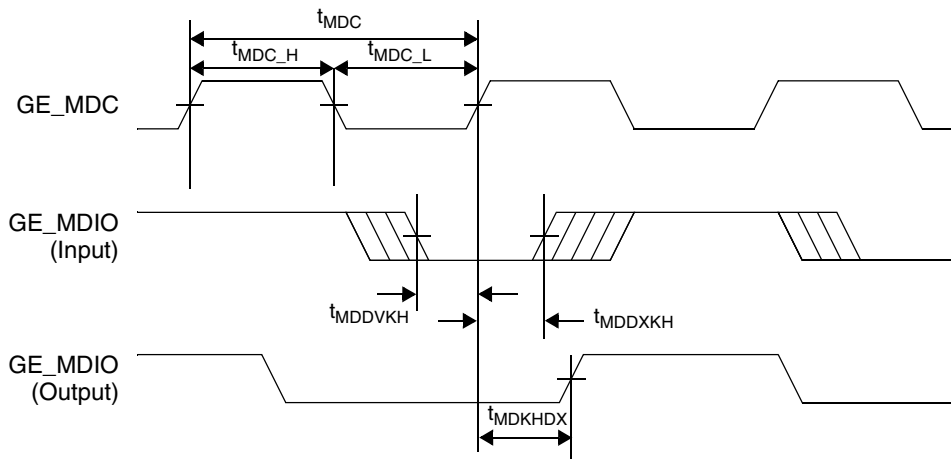 tMDC
tMDC_H
tMDC_L
GE_MDC
GE_MDIO
(Input)
tMDDVKH
tMDDXKH
GE_MDIO
(Output)
tMDKHDX